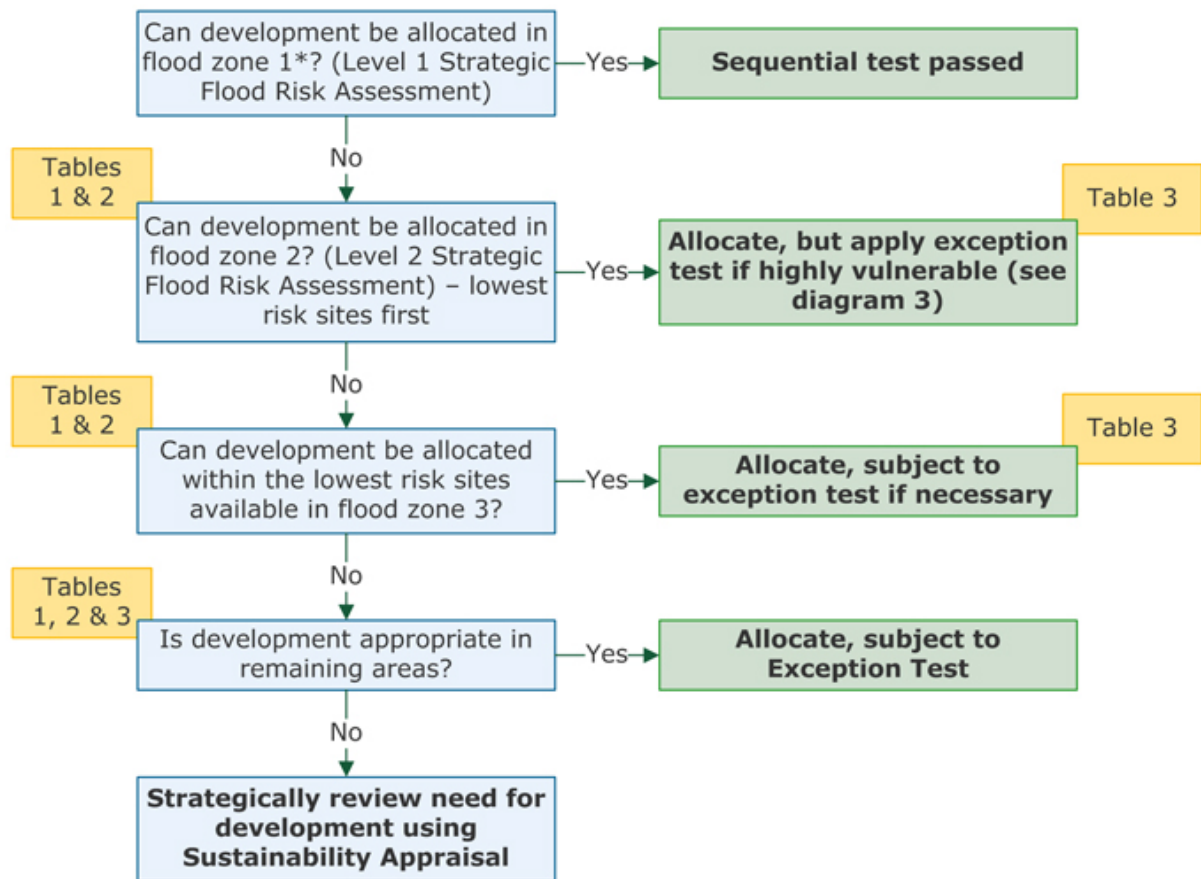 Can development be allocated in
flood zone 1*? (Level 1 Strategic
Flood Risk Assessment)
Yes
Sequential test passed
No
Tables
1 & 2
Can development be allocated in
flood zone 2? (Level 2 Strategic
Flood Risk Assessment) – lowest
risk sites first
Yes
Table 3
Allocate, but apply exception
test if highly vulnerable (see
diagram 3)
No
Tables
1 & 2
Can development be allocated
within the lowest risk sites
available in flood zone 3?
Yes
Table 3
Allocate, subject to
exception test if necessary
No
Tables
1, 2 & 3
Is development appropriate in
remaining areas?
Yes
Allocate, subject to
Exception Test
No
Strategically review need for
development using
Sustainability Appraisal